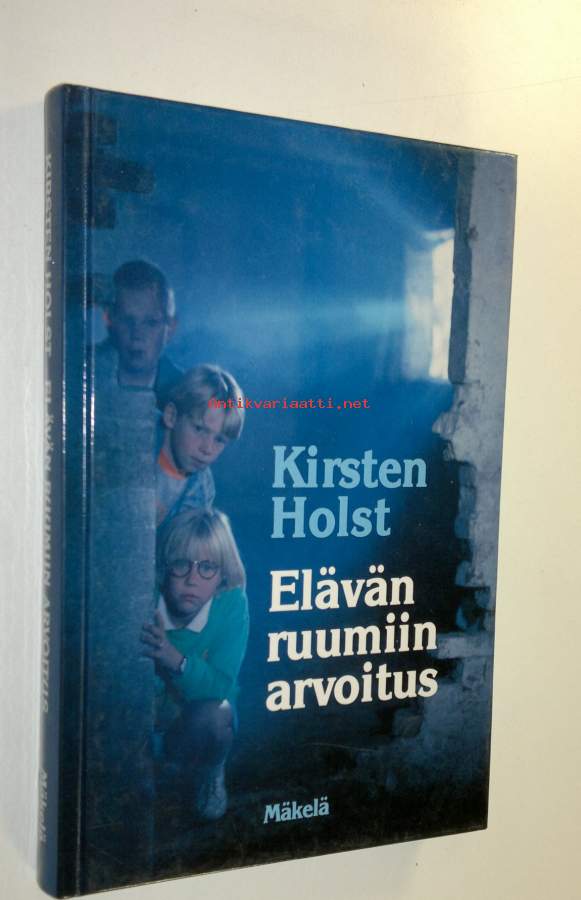 KIRSTEN HOLST ELÄVÄN RUUMIIN ARVOITUS Mäkelä
antikvariaatti.net
Kirsten
Holst
Elävän
ruumiin
arvoitus
Mäkelä